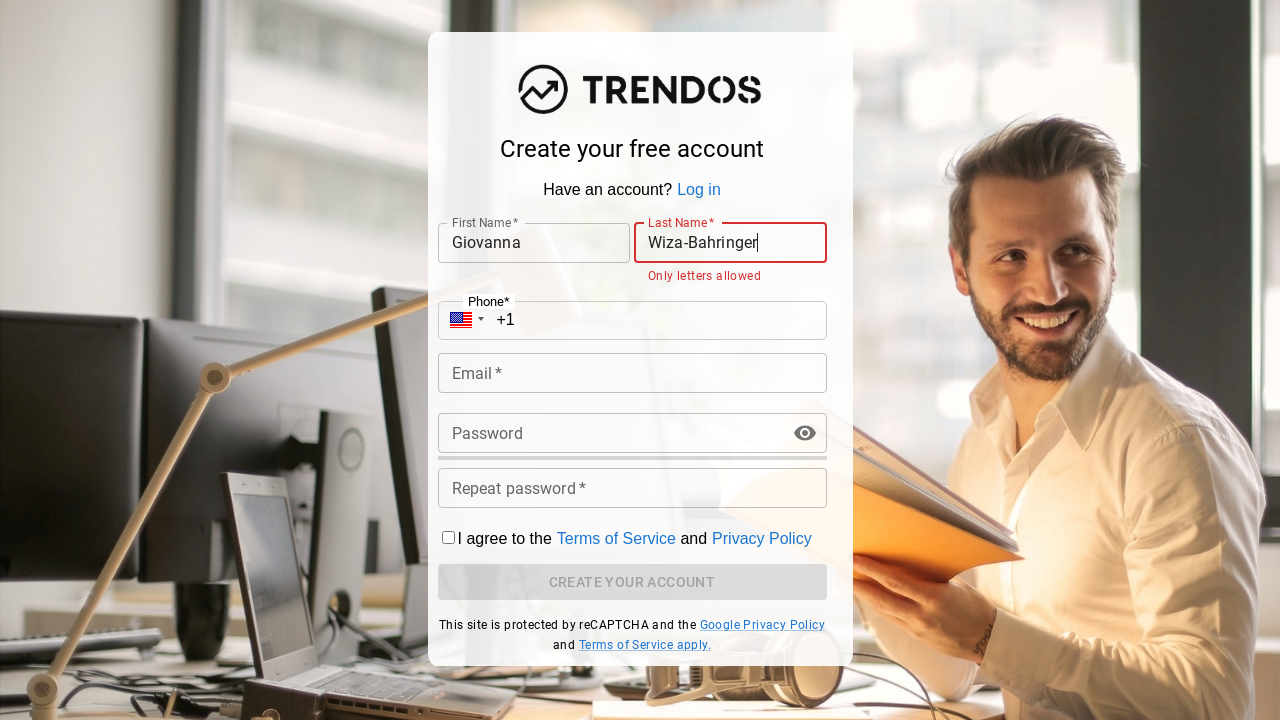 TRENDOS
Create your free account
Have an account? Log in
First Name *
Last Name *
Giovanna
Wiza-Bahringer
Only letters allowed
Phone*
+1
Email *
Password
Repeat password *
I agree to the Terms of Service and Privacy Policy
CREATE YOUR ACCOUNT
This site is protected by reCAPTCHA and the Google Privacy Policy
and Terms of Service apply.